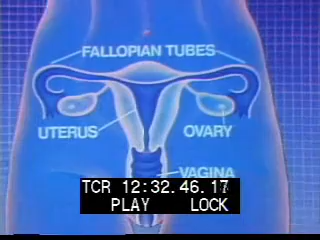 FALLOPIAN TUBES
UTERUS
OVARY
VAGINA
TCR 12:32.46.17
PLAY LOCK